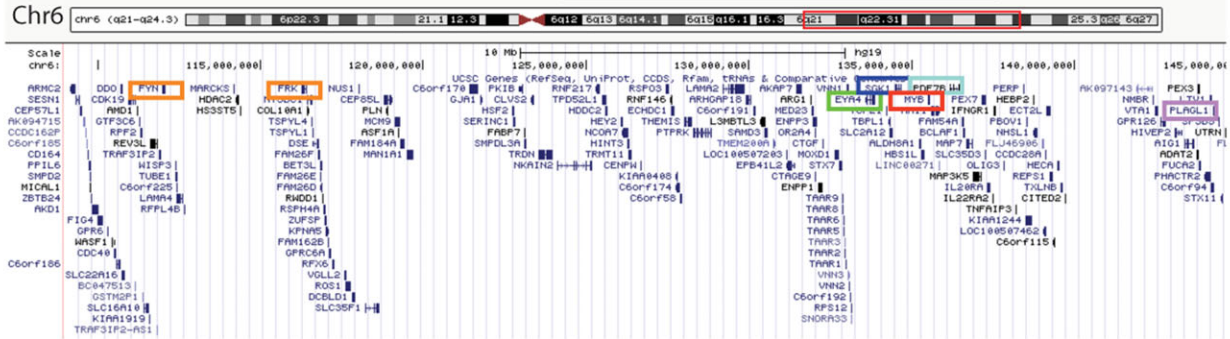 Chr6
chr6 (q21-q24.3) 6p22.3 21.1 12.3 6q12 6q13 6q14.1 6q15 q16.1 16.3 6q21 q22.31 25.3 q26 6q27
Scale 10 Mb hg19
chr6: 115,000,000 120,000,000 125,000,000 130,000,000 135,000,000 140,000,000 145,000,0
UCSC Genes (RefSeq, UniProt, CCDS, Rfam, tRNAs & Comparative
ARMC2 DDO FYN MARCKS FRK NUS1 C6orf170 PKIB RNF217 RSPO3 LAMA2 AKAP7 VNN1 SGK1 PDE7B PERP AK097143 PEX3
SESN1 CDK19 HDAC2 CEP85L GJA1 CLVS2 TPD52L1 RNF146 ARHGAP18 ARG1 EYA4 MYB PEX7 HEBP2 NMBR
CEP57L1 AMD1 HS3ST5 COL10A1 PLN HSF2 HDDC2 ECHDC1 C6orf191 MED23 IFNGR1 ECT2L VTA1 PLAGL1
AK097415 GTF3C6 TSPYL4 MCM9 SERINC1 HEY2 THEMIS L3MBTL3 ENPP3 TBPL1 FAM54A PBOV1 GPR126
CCDC162P RPF2 TSPYL1 ASF1A FABP7 NCOA7 PTPRK SAMD3 OR2A4 SLC2A12 BCLAF1 NHSL1 HIVEP2 UTRN
C6orf185 REV3L DSE FAM184A SMPDL3A HINT3 TMEM200A CTGF ALDH8A1 MAP7 FLJ46906 AIG1
CD164 TRAF3IP2 FAM26F MAN1A1 TRDN TRMT11 LOC100507203 MOXD1 HBS1L SLC35D3 CCDC28A ADAT2
PPIL6 WISP3 BET3L NKAIN2 CENPW EPB41L2 STX7 LINC00271 OLIG3 HECA FUCA2
SMPD2 TUBE1 FAM26E KIAA0408 CTAGE9 MAP3K5 REPS1 PHACTR2
MICAL1 C6orf225 FAM26D C6orf174 ENPP1 IL20RA TXLNB C6orf94
ZBTB24 LAMA4 RWDD1 C6orf58 TAAR9 IL22RA2 CITED2 STX11
AKD1 RFPL4B RSPH4A TAAR8 TNFAIP3
FIG4 ZUFSP TAAR6 KIAA1244
GPR6 KPNA5 TAAR5 LOC100507462
WASF1 FAM162B TAAR3 C6orf115
CDC40 GPRC6A TAAR2
C6orf186 RFX6 TAAR1
SLC22A16 VGLL2 VNN3
BC047513 ROS1 VNN2
GSTM2P1 DCBLD1 C6orf192
SLC16A10 SLC35F1 RPS12
KIAA1919 SNORA33
TRAF3IP2-AS1